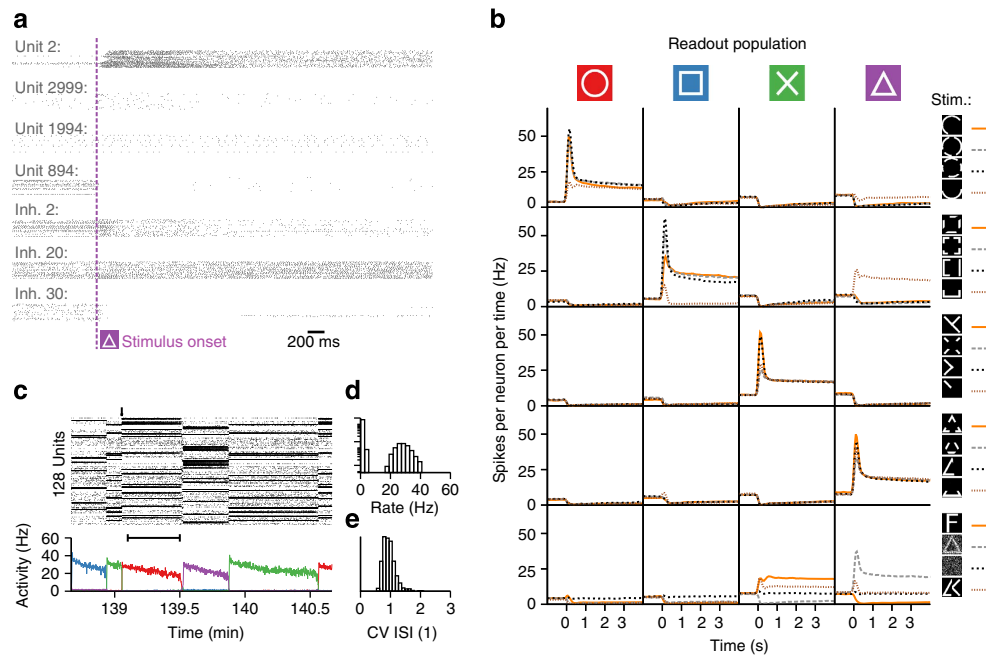 a
Unit 2:
Unit 2999:
Unit 1994:
Unit 894:
Inh. 2:
Inh. 20:
Inh. 30:
Stimulus onset
200 ms
b
Readout population
Stim.:
Spikes per neuron per time (Hz)
50
25
0
50
25
0
50
25
0
50
25
0
50
25
0
0 1 2 3 0 1 2 3 0 1 2 3 0 1 2 3
Time (s)
F
c
128 Units
Activity (Hz)
60
40
20
0
139 139.5 140 140.5
Time (min)
d
0 20 40 60
Rate (Hz)
e
0 1 2 3
CV ISI (1)